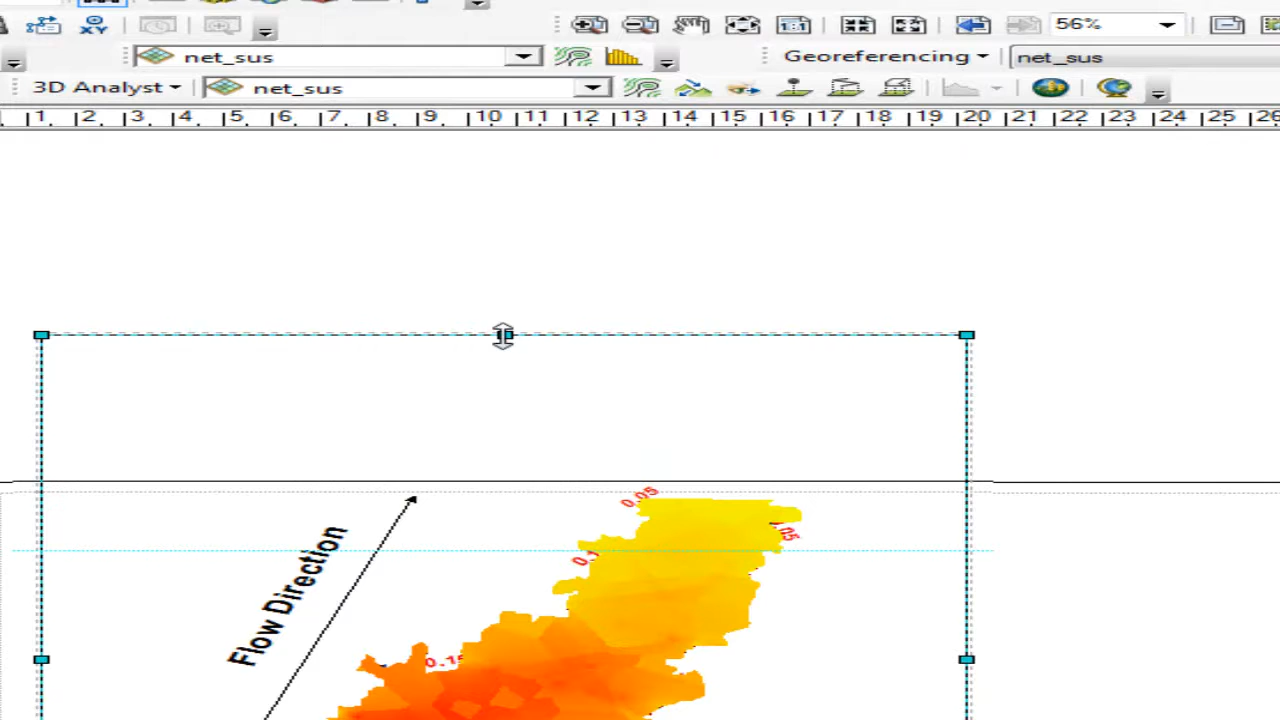 56%
net_sus
Georeferencing
net_sus
3D Analyst
net_sus
1 2 3 4 5 6 7 8 9 10 11 12 13 14 15 16 17 18 19 20 21 22 23 24 25 26
Flow Direction
0.05
0.1